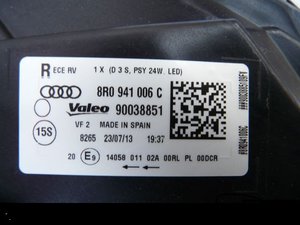 R ECE RV 1 X (D 3 S, PSY 24W, LED)
8R0 941 006 C
Valeo 90038851
15S VF 2 MADE IN SPAIN
8265 23/07/13 19:37
20 E9 14058 011 02A 00RL PL 00DCR